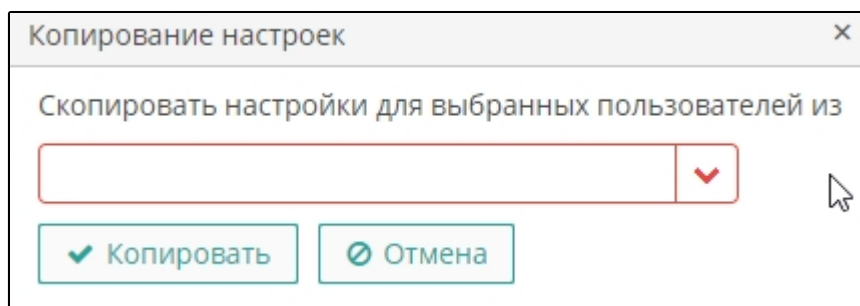 Копирование настроек
Скопировать настройки для выбранных пользователей из
Копировать
Отмена